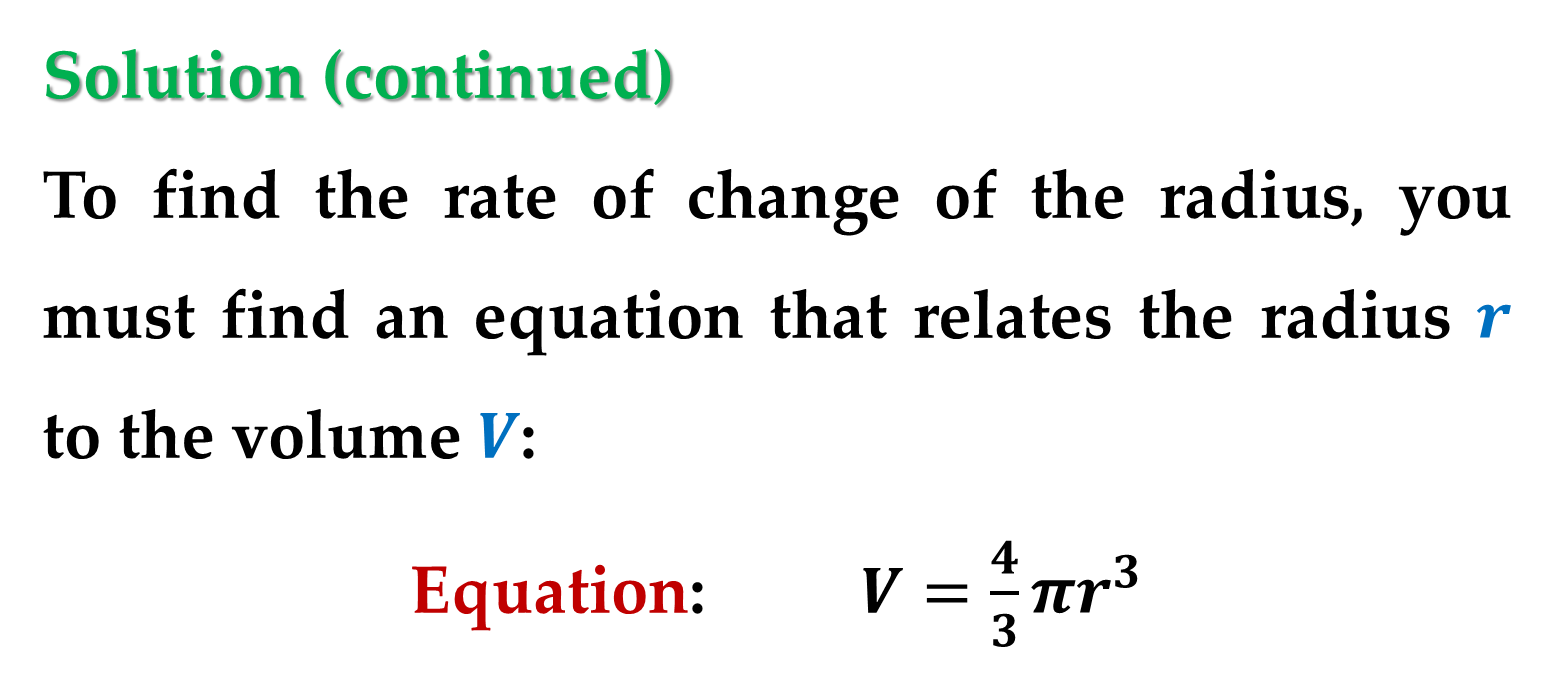 Solution (continued)
To find the rate of change of the radius, you
must find an equation that relates the radius r
to the volume V:
Equation: V = 4/3 πr³